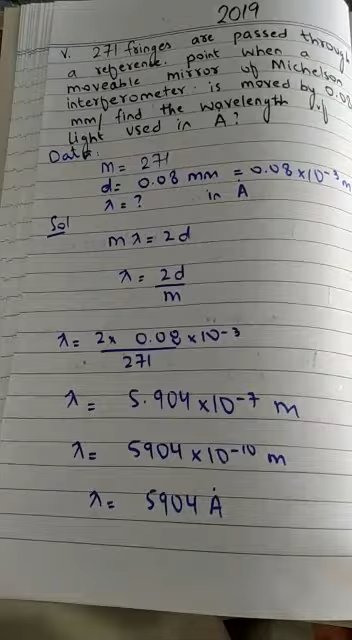 2019
V. 271 fringes are passed through
a reference point when a
moveable mirror of Michelson
interferometer is moved by
mm/ find the wavelength of
light used in A?
Data:
m = 271
d = 0.08 mm = 0.08 × 10⁻³ m
λ = ? in Å
Sol
mλ = 2d
λ = 2d / m
λ = 2 × 0.08 × 10⁻³ / 271
λ = 5.904 × 10⁻⁷ m
λ = 5904 × 10⁻¹⁰ m
λ = 5904 Å